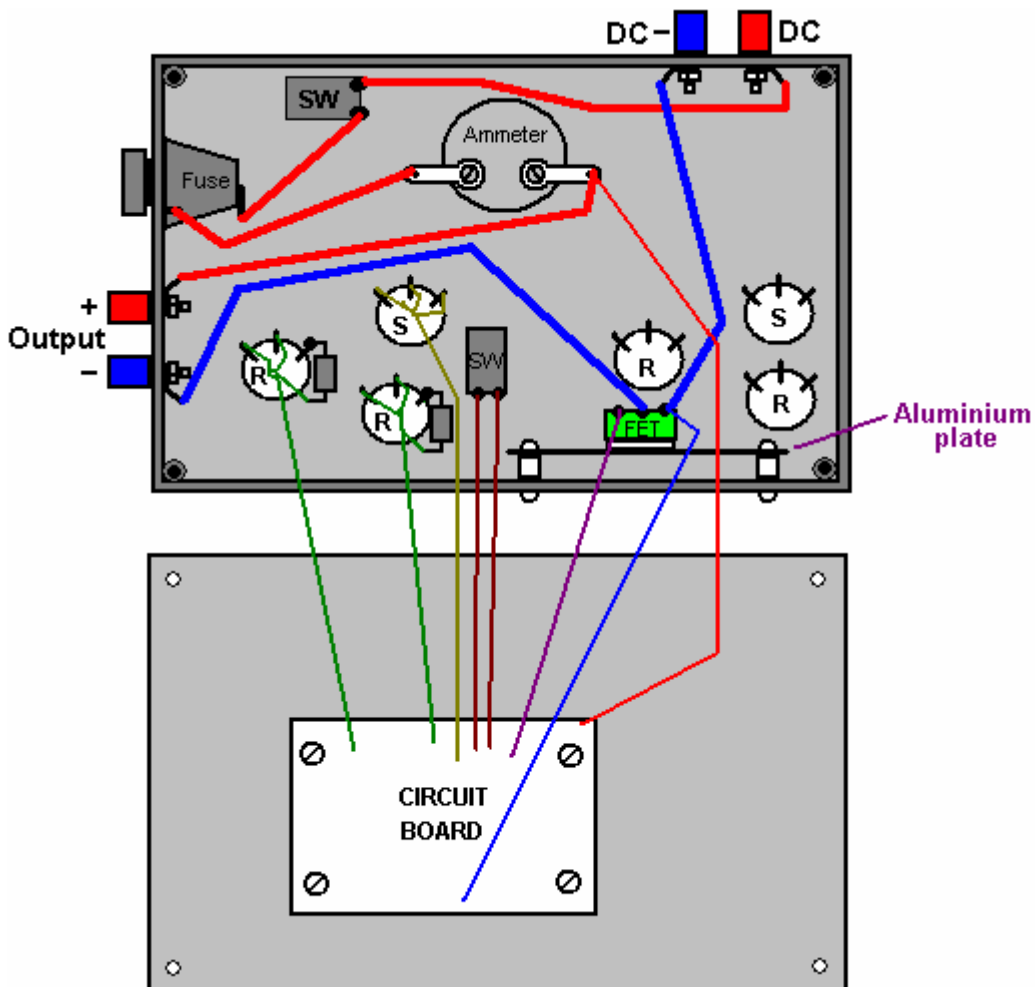 DC - DC
SW
Ammeter
Fuse
+
Output
-
S
S
R
SW
R
R
R
FET
Aluminium
plate
CIRCUIT
BOARD